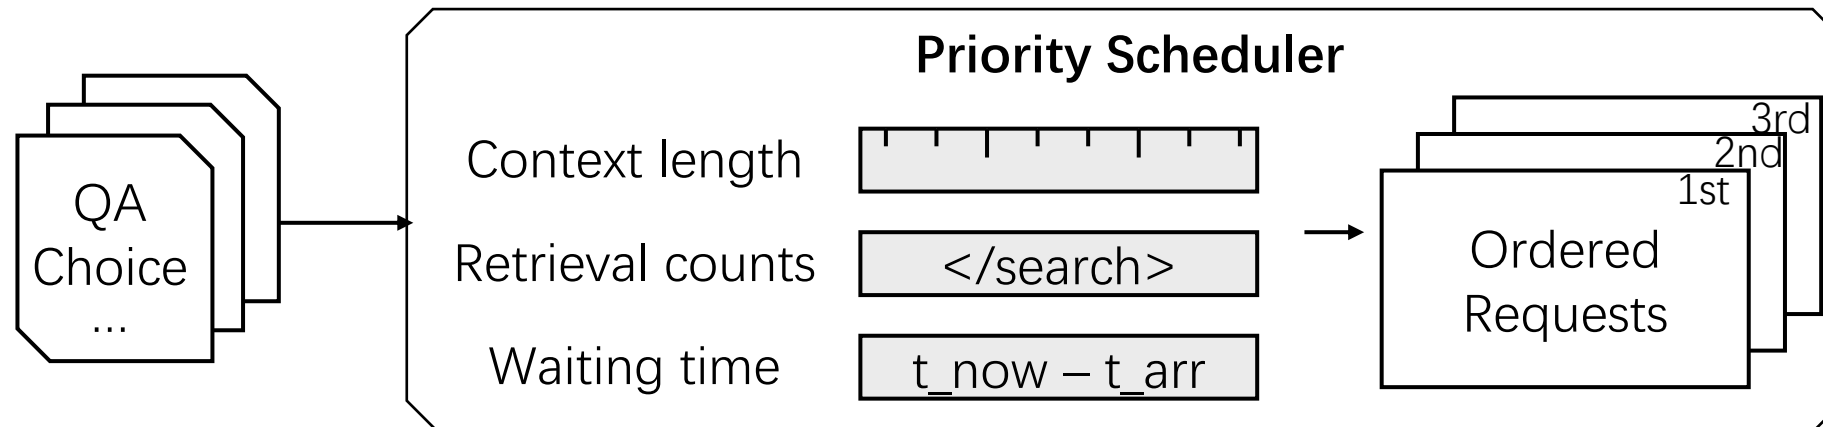 Priority Scheduler
QA
Choice
...
Context length
Retrieval counts
</search>
Waiting time
t_now – t_arr
3rd
2nd
1st
Ordered
Requests